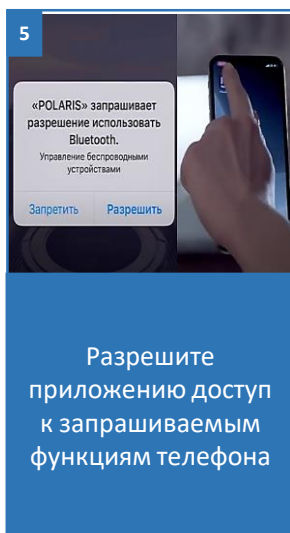 5
«POLARIS» запрашивает
разрешение использовать
Bluetooth.
Управление беспроводными
устройствами
Запретить Разрешить
Разрешите
приложению доступ
к запрашиваемым
функциям телефона